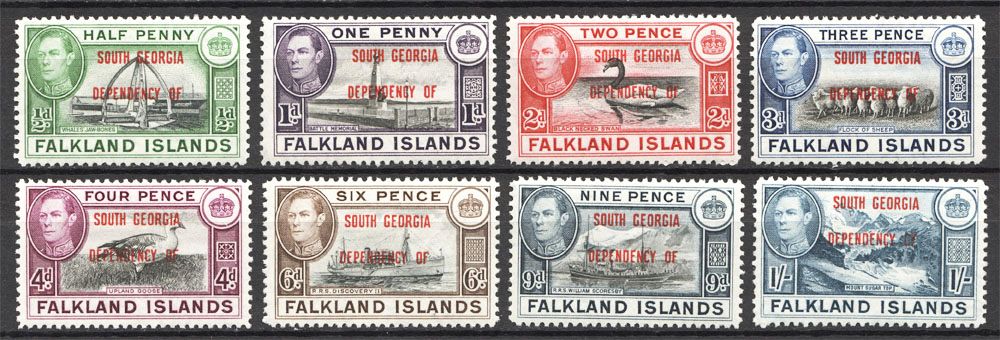 HALF PENNY
SOUTH GEORGIA
DEPENDENCY OF
½d ½d
WHALES JAW-BONES
FALKLAND ISLANDS
ONE PENNY
SOUTH GEORGIA
DEPENDENCY OF
1d 1d
BATTLE MEMORIAL
FALKLAND ISLANDS
TWO PENCE
SOUTH GEORGIA
DEPENDENCY OF
2d 2d
BLACK NECKED SWAN
FALKLAND ISLANDS
THREE PENCE
SOUTH GEORGIA
DEPENDENCY OF
3d 3d
FLOCK OF SHEEP
FALKLAND ISLANDS
FOUR PENCE
SOUTH GEORGIA
DEPENDENCY OF
4d 4d
UPLAND GOOSE
FALKLAND ISLANDS
SIX PENCE
SOUTH GEORGIA
DEPENDENCY OF
6d 6d
R.R.S. DISCOVERY II
FALKLAND ISLANDS
NINE PENCE
SOUTH GEORGIA
DEPENDENCY OF
9d 9d
R.R.S. WILLIAM SCORESBY
FALKLAND ISLANDS
SOUTH GEORGIA
DEPENDENCY OF
1/- 1/-
MOUNT SUGAR TOP
FALKLAND ISLANDS